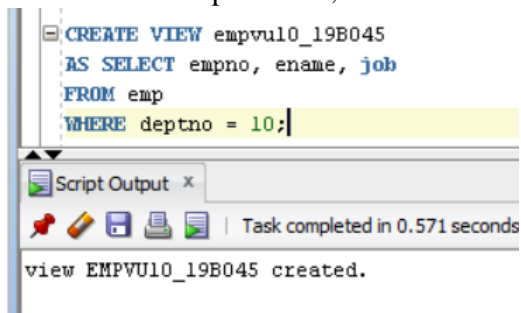 CREATE VIEW empvu10_19B045
AS SELECT empno, ename, job
FROM emp
WHERE deptno = 10;
Script Output x
Task completed in 0.571 seconds
view EMPVU10_19B045 created.